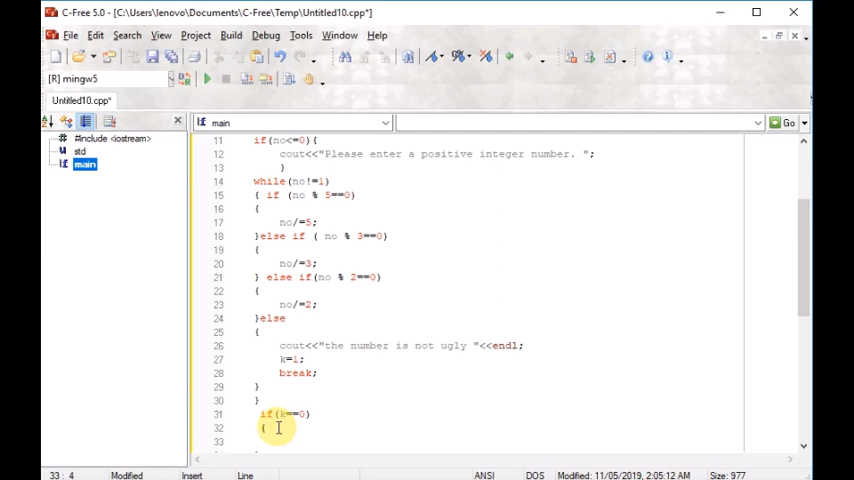 C-Free 5.0 - [C:\Users\lenovo\Documents\C-Free\Temp\Untitled10.cpp*]
File Edit Search View Project Build Debug Tools Window Help
[R] mingw5
Untitled10.cpp*
main
Go
#include <iostream>
std
main
11 if(no<=0){
12 cout<<"Please enter a positive integer number. ";
13 }
14 while(no!=1)
15 { if (no % 5==0)
16 {
17 no/=5;
18 }else if ( no % 3==0)
19 {
20 no/=3;
21 } else if(no % 2==0)
22 {
23 no/=2;
24 }else
25 {
26 cout<<"the number is not ugly "<<endl;
27 k=1;
28 break;
29 }
30 }
31 if(k==0)
32 {
33
33 : 4 Modified Insert Line ANSI DOS Modified: 11/05/2019, 2:05:12 AM Size: 977